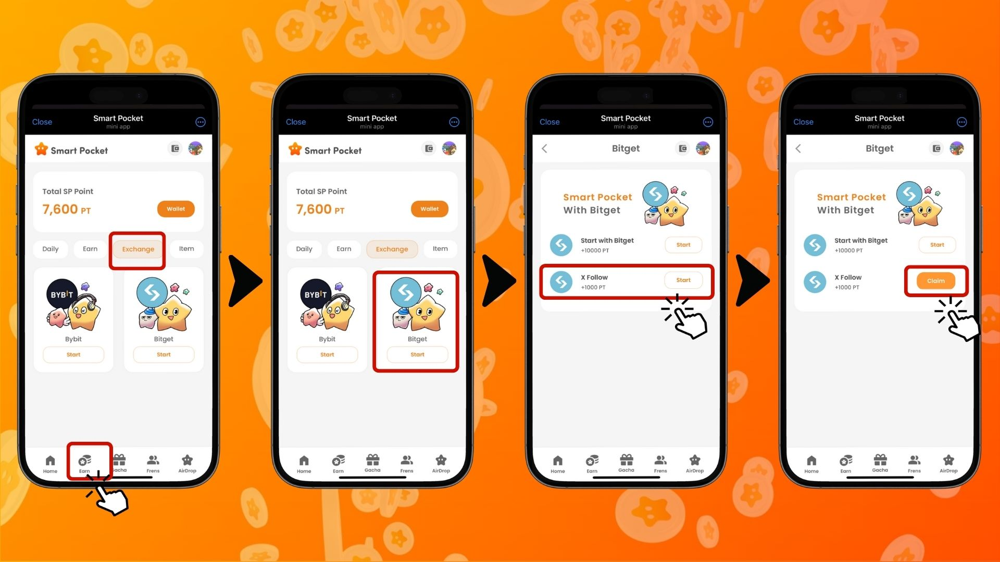 Close
Smart Pocket
mini app
Smart Pocket
Total SP Point
7,600 PT
Wallet
Daily
Earn
Exchange
Item
BYBIT
Bybit
Bitget
Start
Start
Home
Earn
Gacha
Frens
AirDrop
Close
Smart Pocket
mini app
Smart Pocket
Total SP Point
7,600 PT
Wallet
Daily
Earn
Exchange
Item
BYBIT
Bybit
Bitget
Start
Start
Home
Earn
Gacha
Frens
AirDrop
Close
Smart Pocket
mini app
Bitget
Smart Pocket
With Bitget
Start with Bitget
+10000 PT
Start
X Follow
+1000 PT
Start
Home
Earn
Gacha
Frens
AirDrop
Close
Smart Pocket
mini app
Bitget
Smart Pocket
With Bitget
Start with Bitget
+10000 PT
Start
X Follow
+1000 PT
Claim
Home
Earn
Gacha
Frens
AirDrop